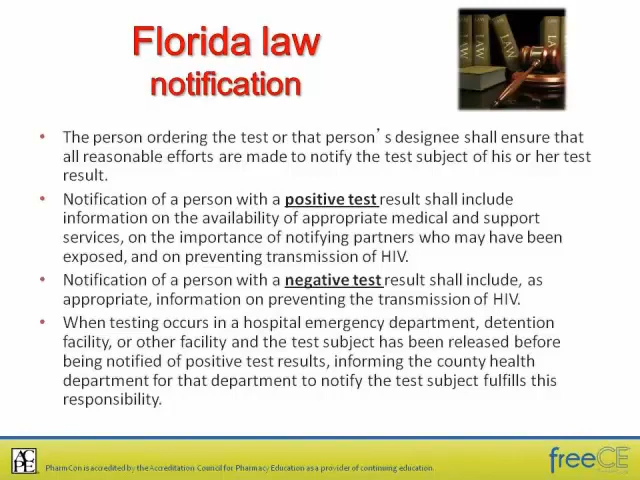 Florida law
notification
LAW
LAW
• The person ordering the test or that person's designee shall ensure that
all reasonable efforts are made to notify the test subject of his or her test
result.
• Notification of a person with a positive test result shall include
information on the availability of appropriate medical and support
services, on the importance of notifying partners who may have been
exposed, and on preventing transmission of HIV.
• Notification of a person with a negative test result shall include, as
appropriate, information on preventing the transmission of HIV.
• When testing occurs in a hospital emergency department, detention
facility, or other facility and the test subject has been released before
being notified of positive test results, informing the county health
department for that department to notify the test subject fulfills this
responsibility.
ACPE
PharmCon is accredited by the Accreditation Council for Pharmacy Education as a provider of continuing education.
freeCE